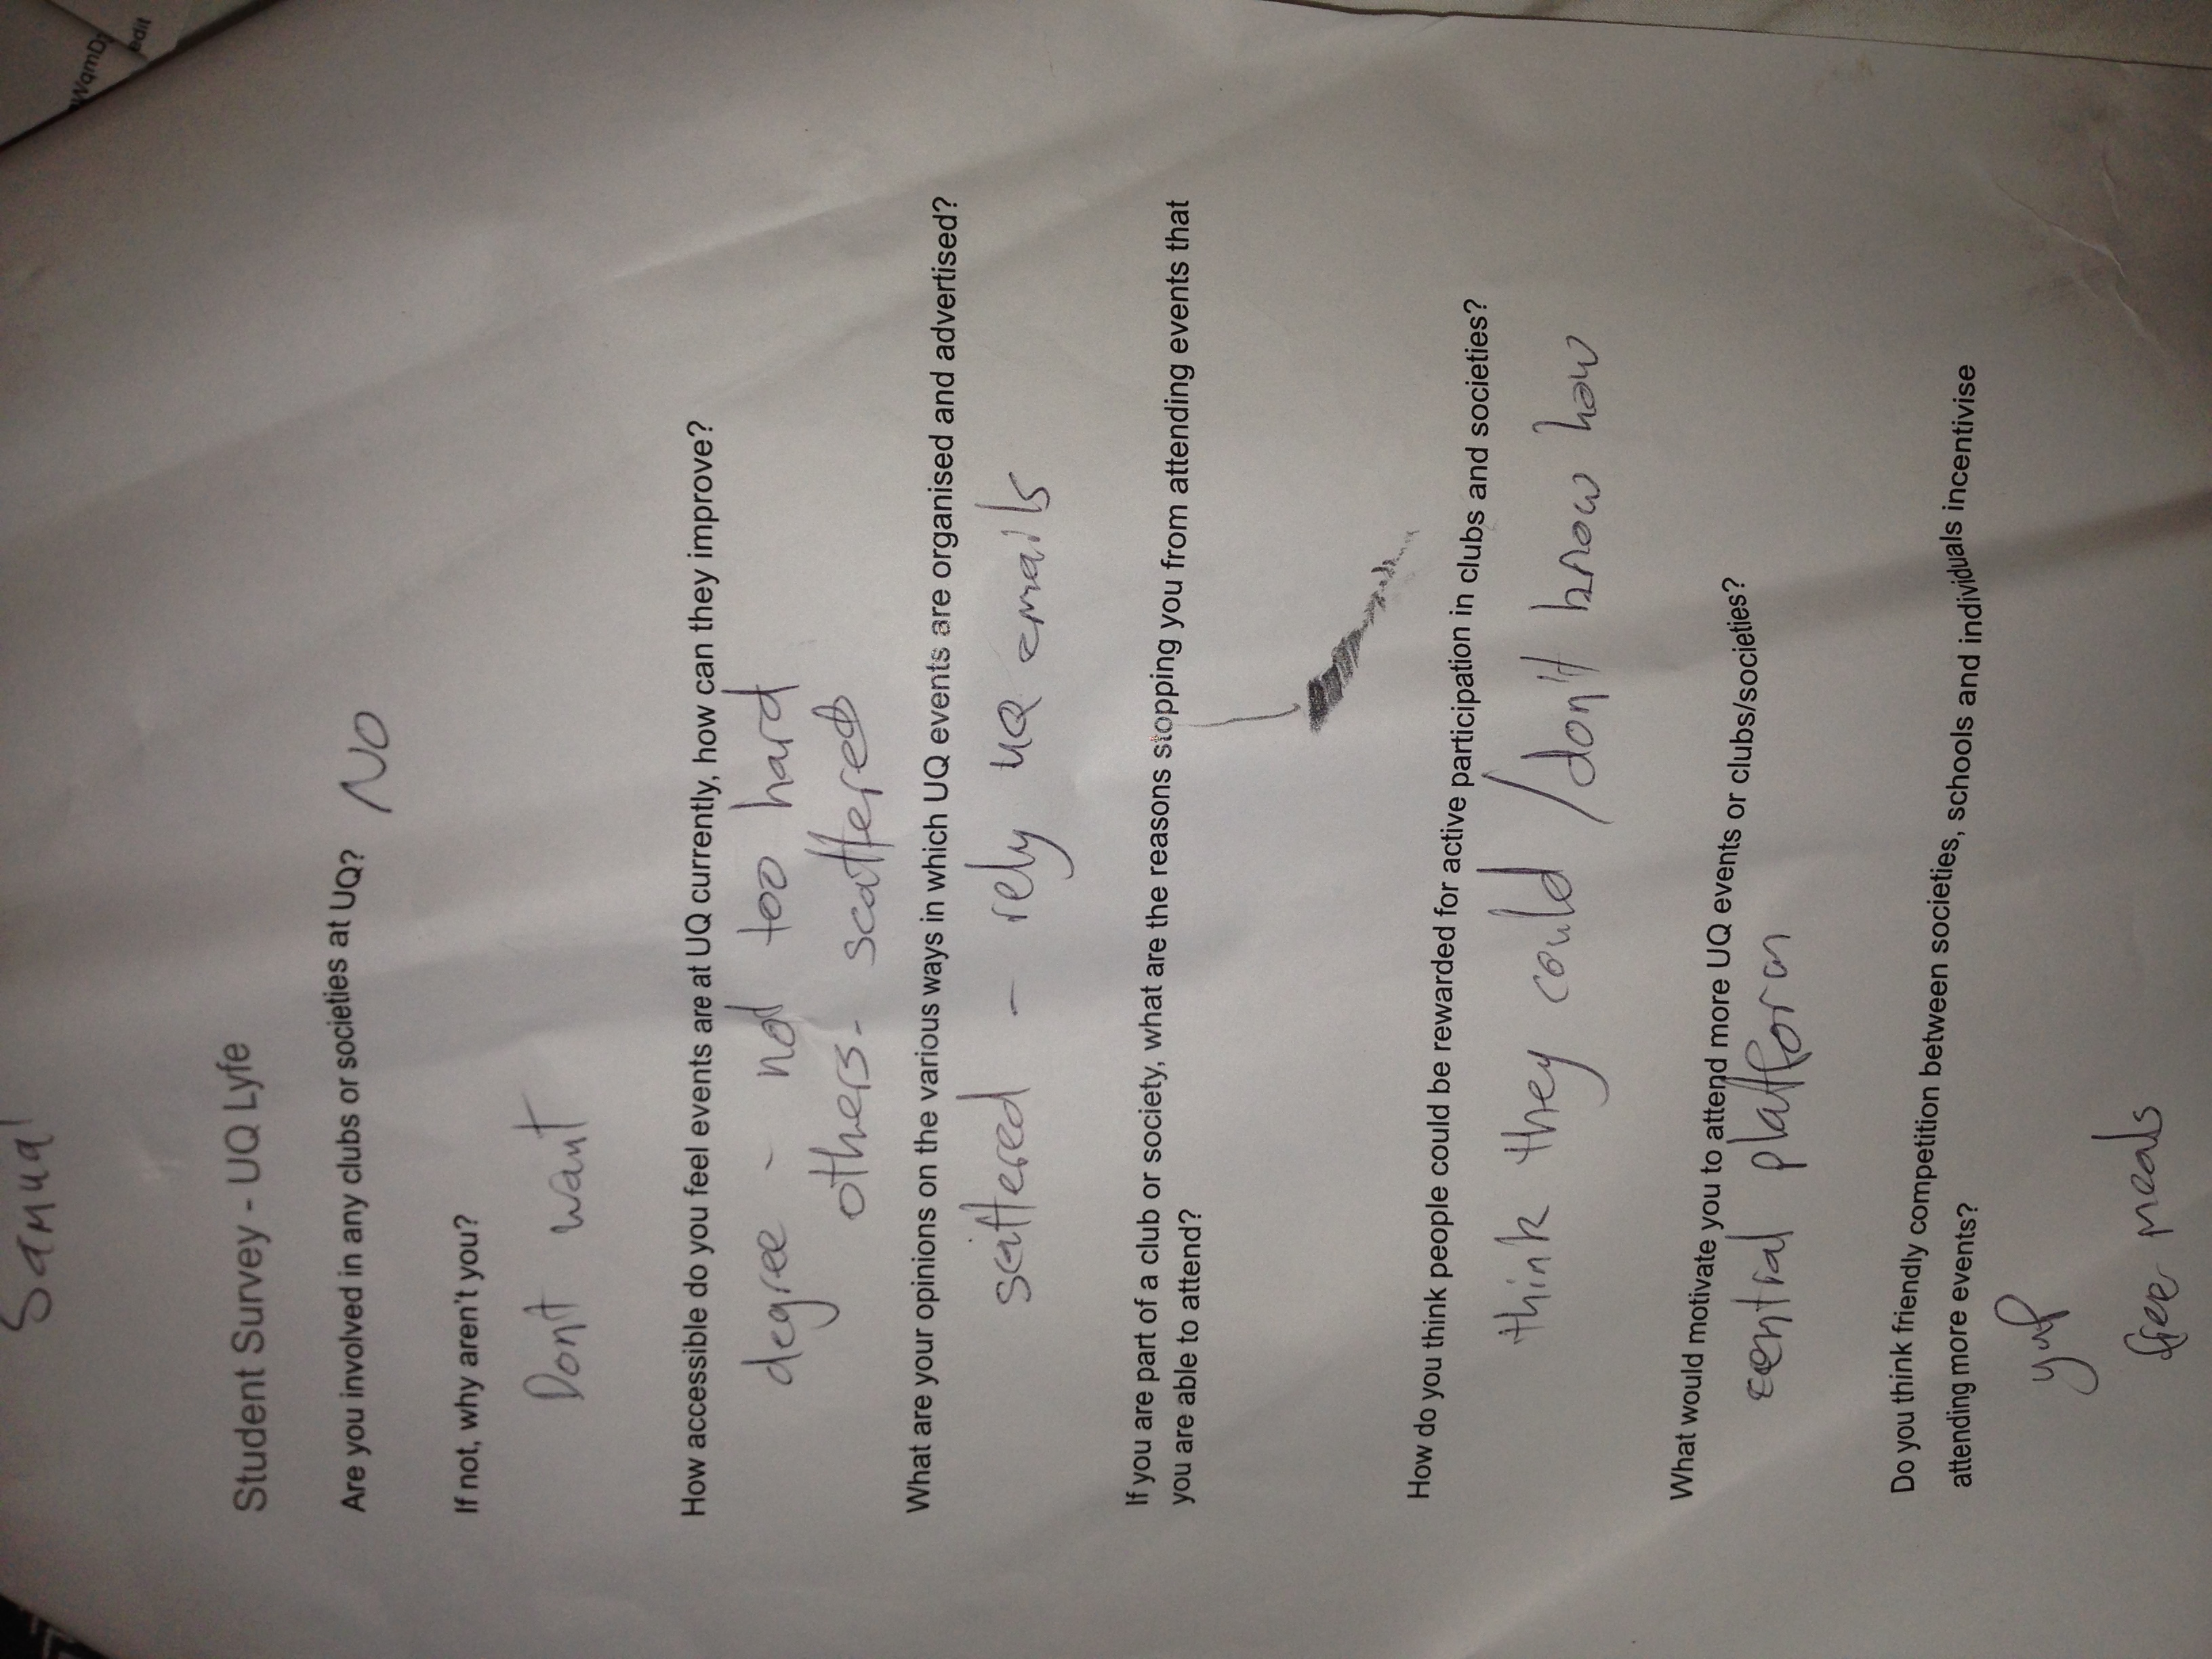 Samual
WqmD
edit
Student Survey - UQ Lyfe
Are you involved in any clubs or societies at UQ? NO
If not, why aren't you?
Dont want
How accessible do you feel events are at UQ currently, how can they improve?
degree - not too hard
others - scattered
What are your opinions on the various ways in which UQ events are organised and advertised?
scattered - rely UQ emails
If you are part of a club or society, what are the reasons stopping you from attending events that
you are able to attend?
How do you think people could be rewarded for active participation in clubs and societies?
think they could / don't know how
What would motivate you to attend more UQ events or clubs/societies?
central platform
Do you think friendly competition between societies, schools and individuals incentivise
attending more events?
yup
free meals